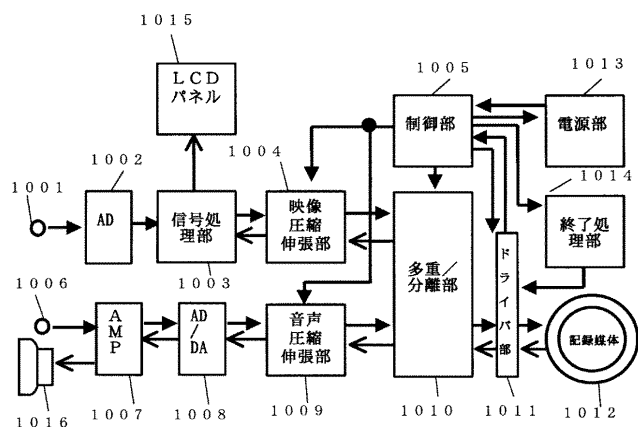 1015
LCD
パネル
1005
1013
制御部
電源部
1002
1004
1014
1001
AD
信号処
理部
映像
圧縮
伸張部
終了処
理部
1003
多重/
分離部
ドライバ部
1006
AMP
AD
/
DA
音声
圧縮
伸張部
記録媒体
1016
1007
1008
1009
1010
1011
1012